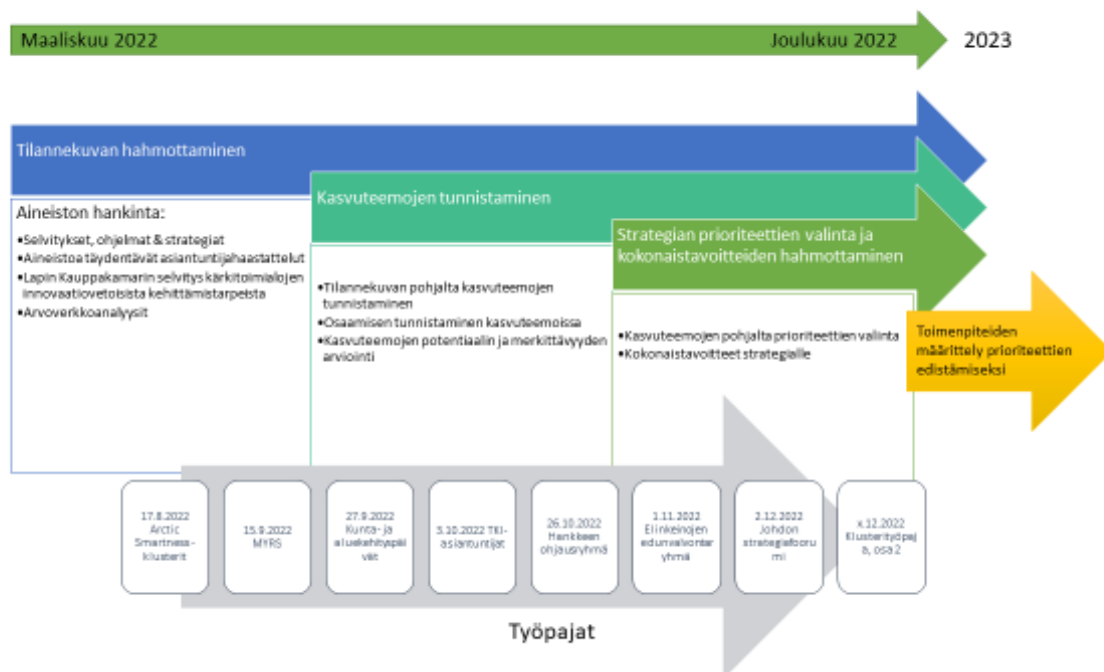 Maaliskuu 2022
Joulukuu 2022
2023
Tilannekuvan hahmottaminen
Aineiston hankinta:
•Selvitykset, ohjelmat & strategiat
•Aineistoa täydentävät asiantuntijahaastattelut
•Lapin Kauppakamarin selvitys kärkitoimialojen
innovaatiovetoisista kehittämistarpeista
•Arvoverkkoanalyysit
Kasvuteemojen tunnistaminen
•Tilannekuvan pohjalta kasvuteemojen
tunnistaminen
•Osaamisen tunnistaminen kasvuteemoissa
•Kasvuteemojen potentiaalin ja merkittävyyden
arviointi
Strategian prioriteettien valinta ja
kokonaistavoitteiden hahmottaminen
•Kasvuteemojen pohjalta prioriteettien valinta
•Kokonaistavoitteet strategialle
Toimenpiteiden
määrittely prioriteettien
edistämiseksi
17.8.2022
Arctic
Smartness-
klusterit
15.9.2022
MYRS
27.9.2022
Kunta- ja
aluekehityspäi
vät
3.10.2022 TKI-
asiantuntijat
26.10.2022
Hankkeen
ohjausryhmä
1.11.2022
Elinkeinojen
edunvalvontar
yhmä
2.12.2022
Johdon
strategiafooru
mi
x.12.2022
Klusterityöpaj
a, osa 2
Työpajat